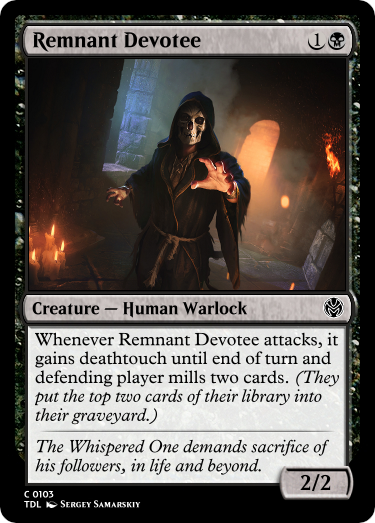 Remnant Devotee 1
Creature — Human Warlock
Whenever Remnant Devotee attacks, it
gains deathtouch until end of turn and
defending player mills two cards. (They
put the top two cards of their library into
their graveyard.)
The Whispered One demands sacrifice of
his followers, in life and beyond.
2/2
C 0103
TDL Sergey Samarskiy